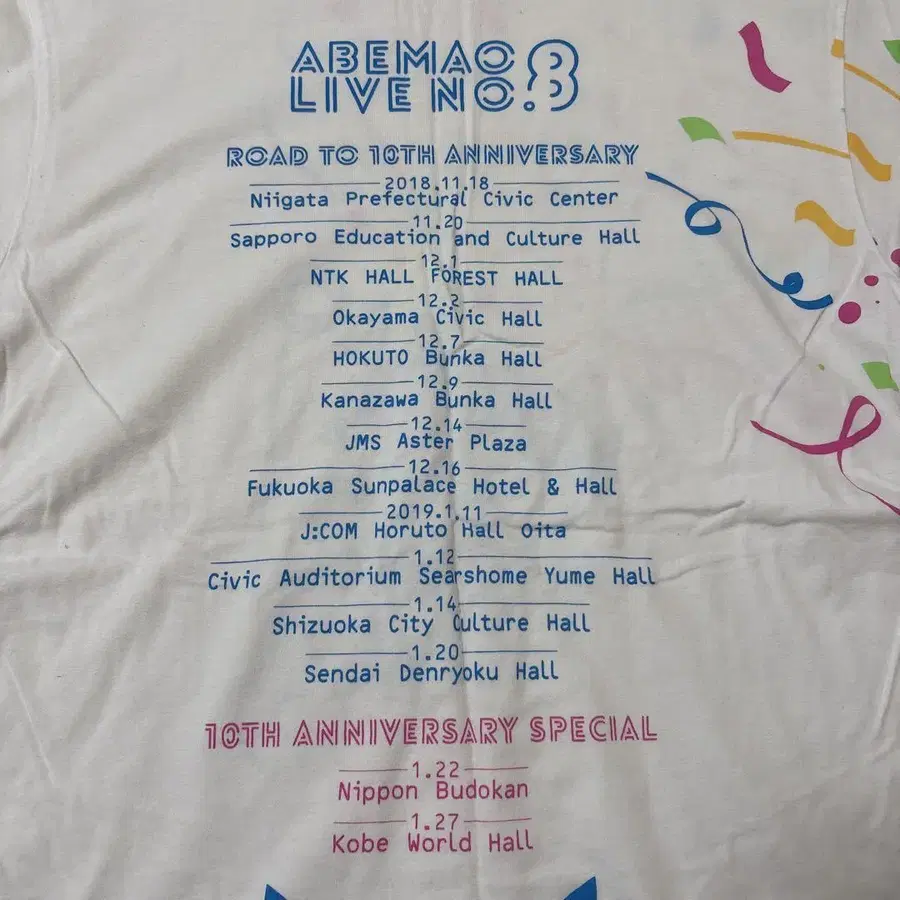 ABEMAO
LIVE NO.8
ROAD TO 10TH ANNIVERSARY
2018.11.18
Niigata Prefectural Civic Center
11.20
Sapporo Education and Culture Hall
12.1
NTK HALL FOREST HALL
12.2
Okayama Civic Hall
12.7
HOKUTO Bunka Hall
12.9
Kanazawa Bunka Hall
12.14
JMS Aster Plaza
12.16
Fukuoka Sunpalace Hotel & Hall
2019.1.11
J:COM Horuto Hall Oita
1.12
Civic Auditorium Searshome Yume Hall
1.14
Shizuoka City Culture Hall
1.20
Sendai Denryoku Hall
10TH ANNIVERSARY SPECIAL
1.22
Nippon Budokan
1.27
Kobe World Hall